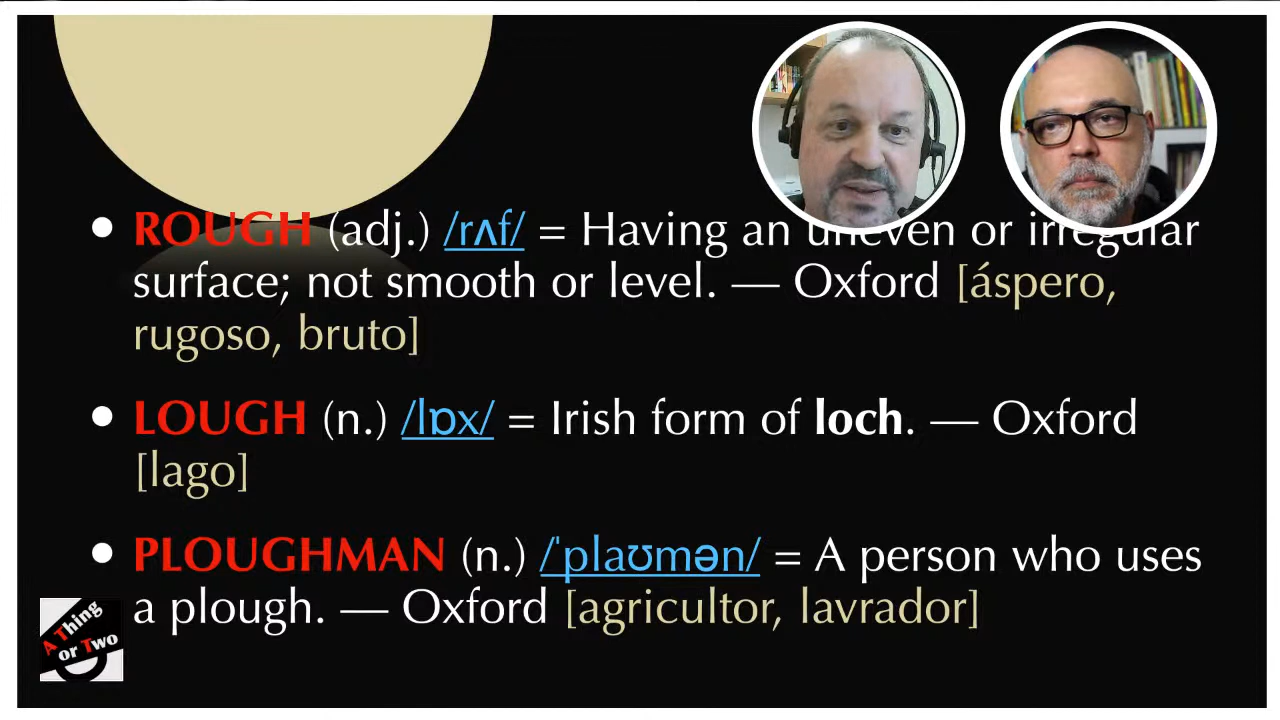 • ROUGH (adj.) /rʌf/ = Having an uneven or irregular
surface; not smooth or level. — Oxford [áspero,
rugoso, bruto]
• LOUGH (n.) /lɒx/ = Irish form of loch. — Oxford
[lago]
• PLOUGHMAN (n.) /ˈplaʊmən/ = A person who uses
a plough. — Oxford [agricultor, lavrador]
A Thing
or Two